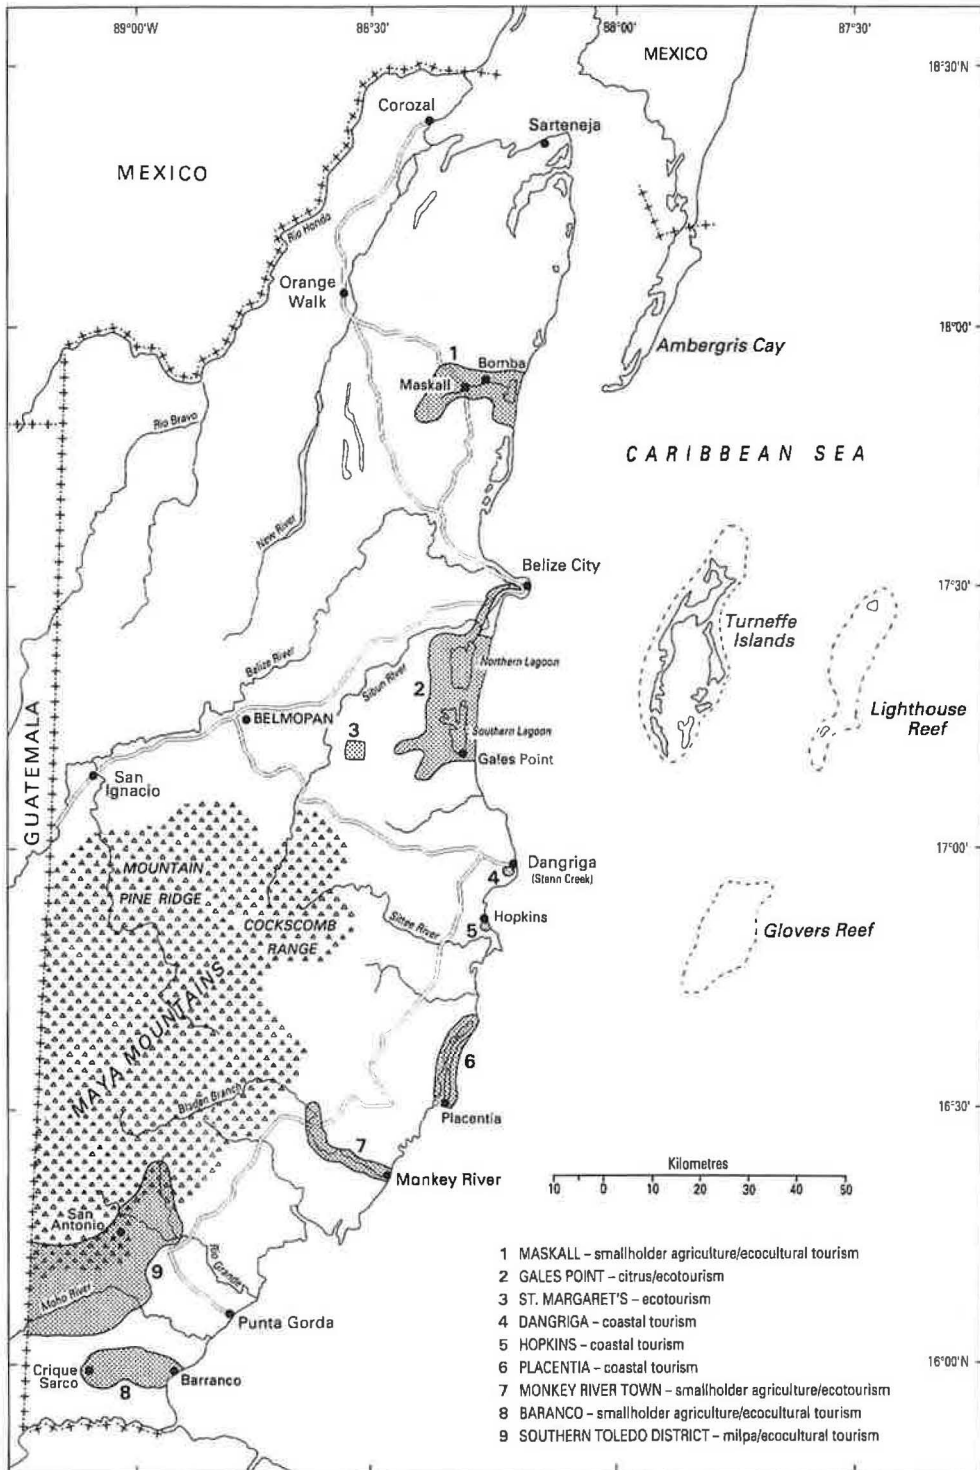 89°00'W
88°30'
88°00'
87°30'
MEXICO
18°30'N
Corozal
Sarteneja
MEXICO
Rio Hondo
Orange
Walk
18°00'
1
Bomba
Maskall
Ambergris Cay
Rio Bravo
CARIBBEAN SEA
New River
Belize City
17°30'
Turneffe
Islands
Belize River
Sibun River
Northern Lagoon
2
Lighthouse
Reef
BELMOPAN
3
Southern Lagoon
Gales Point
GUATEMALA
San
Ignacio
17°00'
MOUNTAIN
PINE RIDGE
Dangriga
(Stann Creek)
4
COCKSCOMB
RANGE
Sittee River
Hopkins
5
Glovers Reef
MAYA MOUNTAINS
6
Bladen Branch
16°30'
Placentia
7
Monkey River
Kilometres
10 0 10 20 30 40 50
San
Antonio
Rio Grande
9
Moho River
Punta Gorda
Crique
Sarco
Barranco
8
16°00'N
1 MASKALL – smallholder agriculture/ecocultural tourism
2 GALES POINT – citrus/ecotourism
3 ST. MARGARET'S – ecotourism
4 DANGRIGA – coastal tourism
5 HOPKINS – coastal tourism
6 PLACENTIA – coastal tourism
7 MONKEY RIVER TOWN – smallholder agriculture/ecotourism
8 BARANCO – smallholder agriculture/ecocultural tourism
9 SOUTHERN TOLEDO DISTRICT – milpa/ecocultural tourism